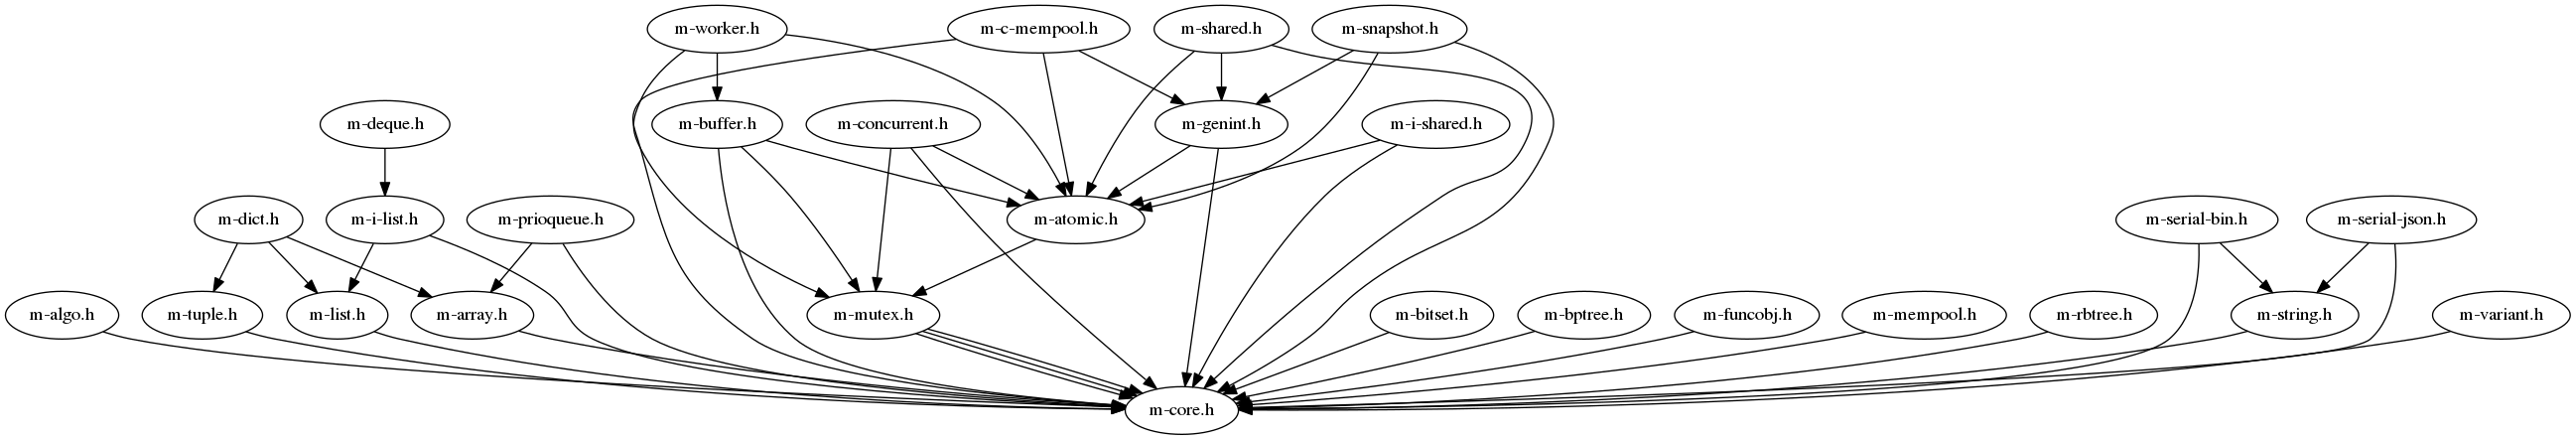 m-worker.h
m-c-mempool.h
m-shared.h
m-snapshot.h
m-deque.h
m-buffer.h
m-concurrent.h
m-genint.h
m-i-shared.h
m-dict.h
m-i-list.h
m-prioqueue.h
m-atomic.h
m-serial-bin.h
m-serial-json.h
m-algo.h
m-tuple.h
m-list.h
m-array.h
m-mutex.h
m-bitset.h
m-bptree.h
m-funcobj.h
m-mempool.h
m-rbtree.h
m-string.h
m-variant.h
m-core.h